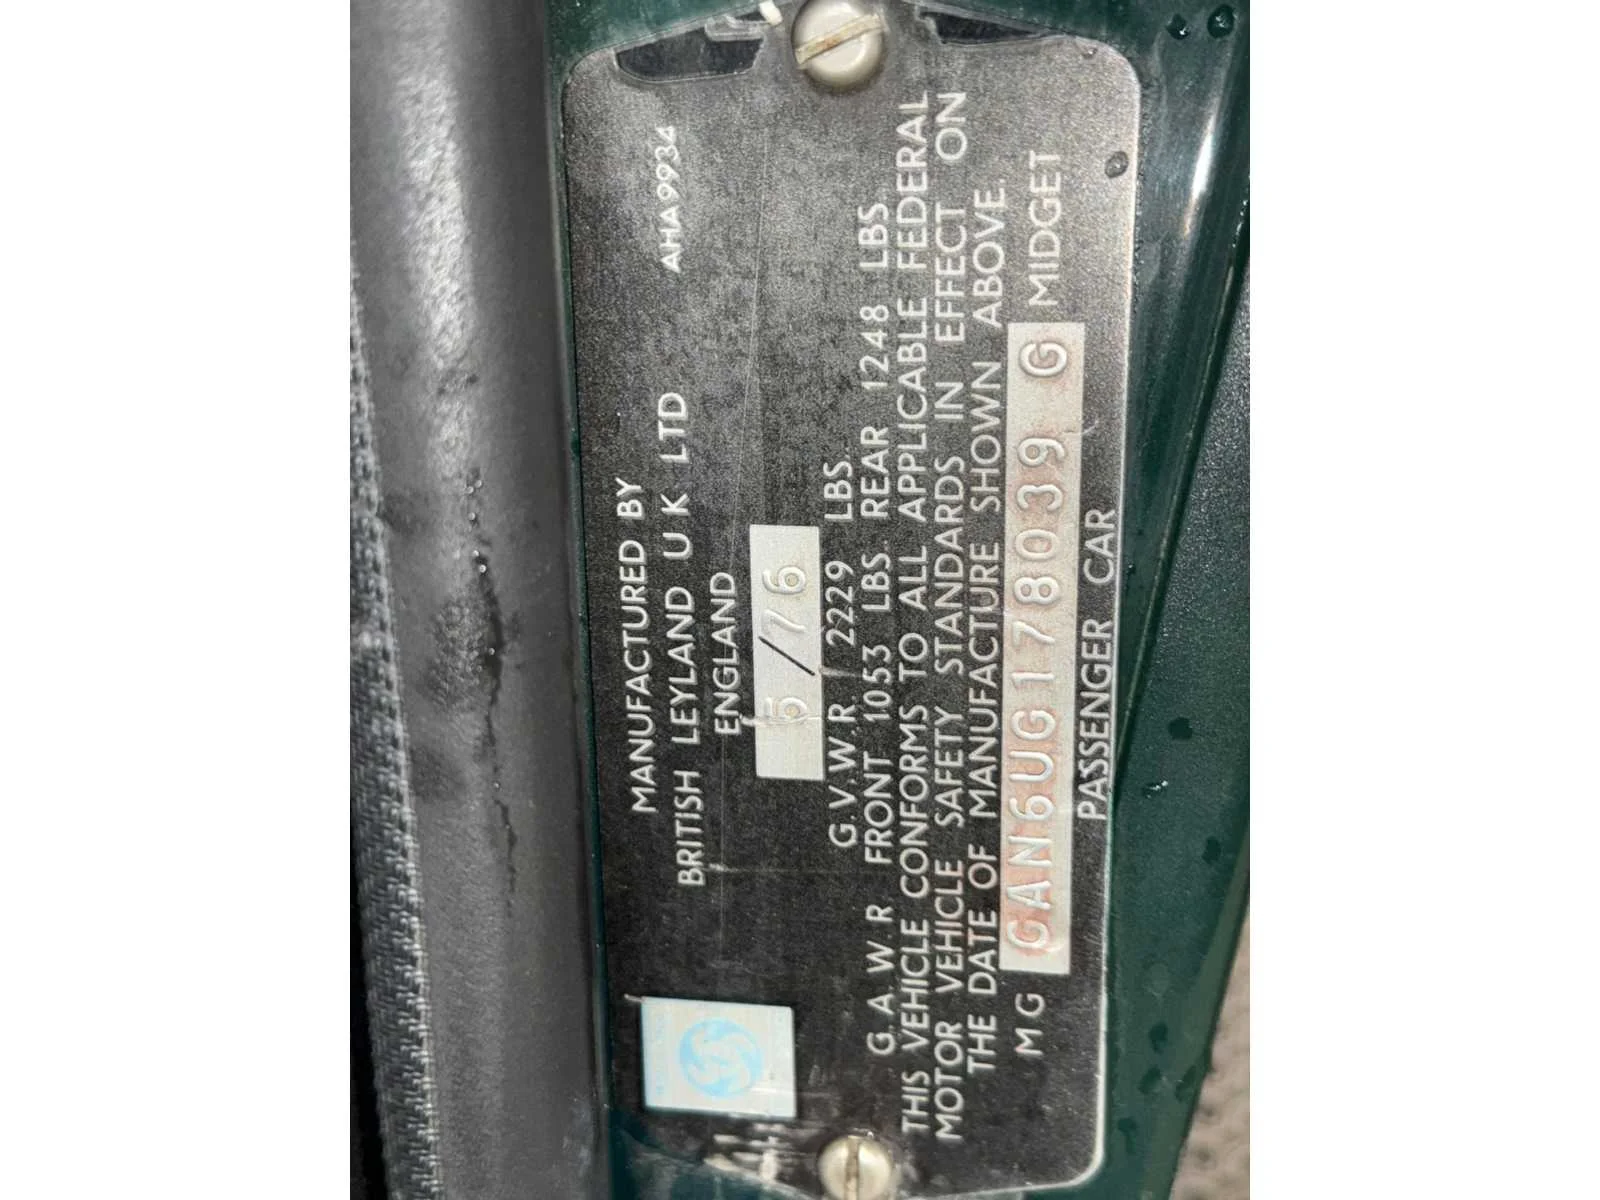 MANUFACTURED BY
BRITISH LEYLAND U K LTD AHA9934
ENGLAND
5/76
G.V.W.R. 2229 LBS.
G.A.W.R FRONT 1053 LBS. REAR 1248 LBS.
THIS VEHICLE CONFORMS TO ALL APPLICABLE FEDERAL
MOTOR VEHICLE SAFETY STANDARDS IN EFFECT ON
THE DATE OF MANUFACTURE SHOWN ABOVE.
MG GAN6UG178039 G MIDGET
PASSENGER CAR